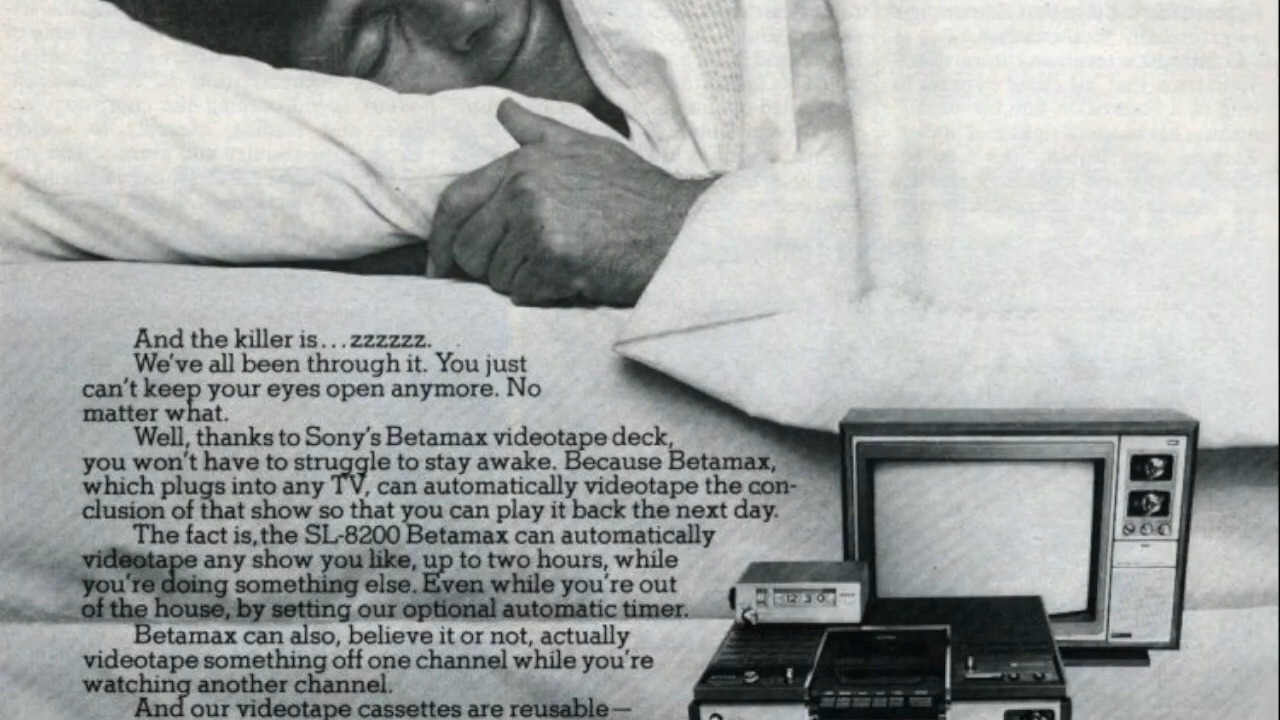 And the killer is...zzzzzz.
We've all been through it. You just
can't keep your eyes open anymore. No
matter what.
Well, thanks to Sony's Betamax videotape deck,
you won't have to struggle to stay awake. Because Betamax,
which plugs into any TV, can automatically videotape the con-
clusion of that show so that you can play it back the next day.
The fact is, the SL-8200 Betamax can automatically
videotape any show you like, up to two hours, while
you're doing something else. Even while you're out
of the house, by setting our optional automatic timer.
Betamax can also, believe it or not, actually
videotape something off one channel while you're
watching another channel.
And our videotape cassettes are reusable—